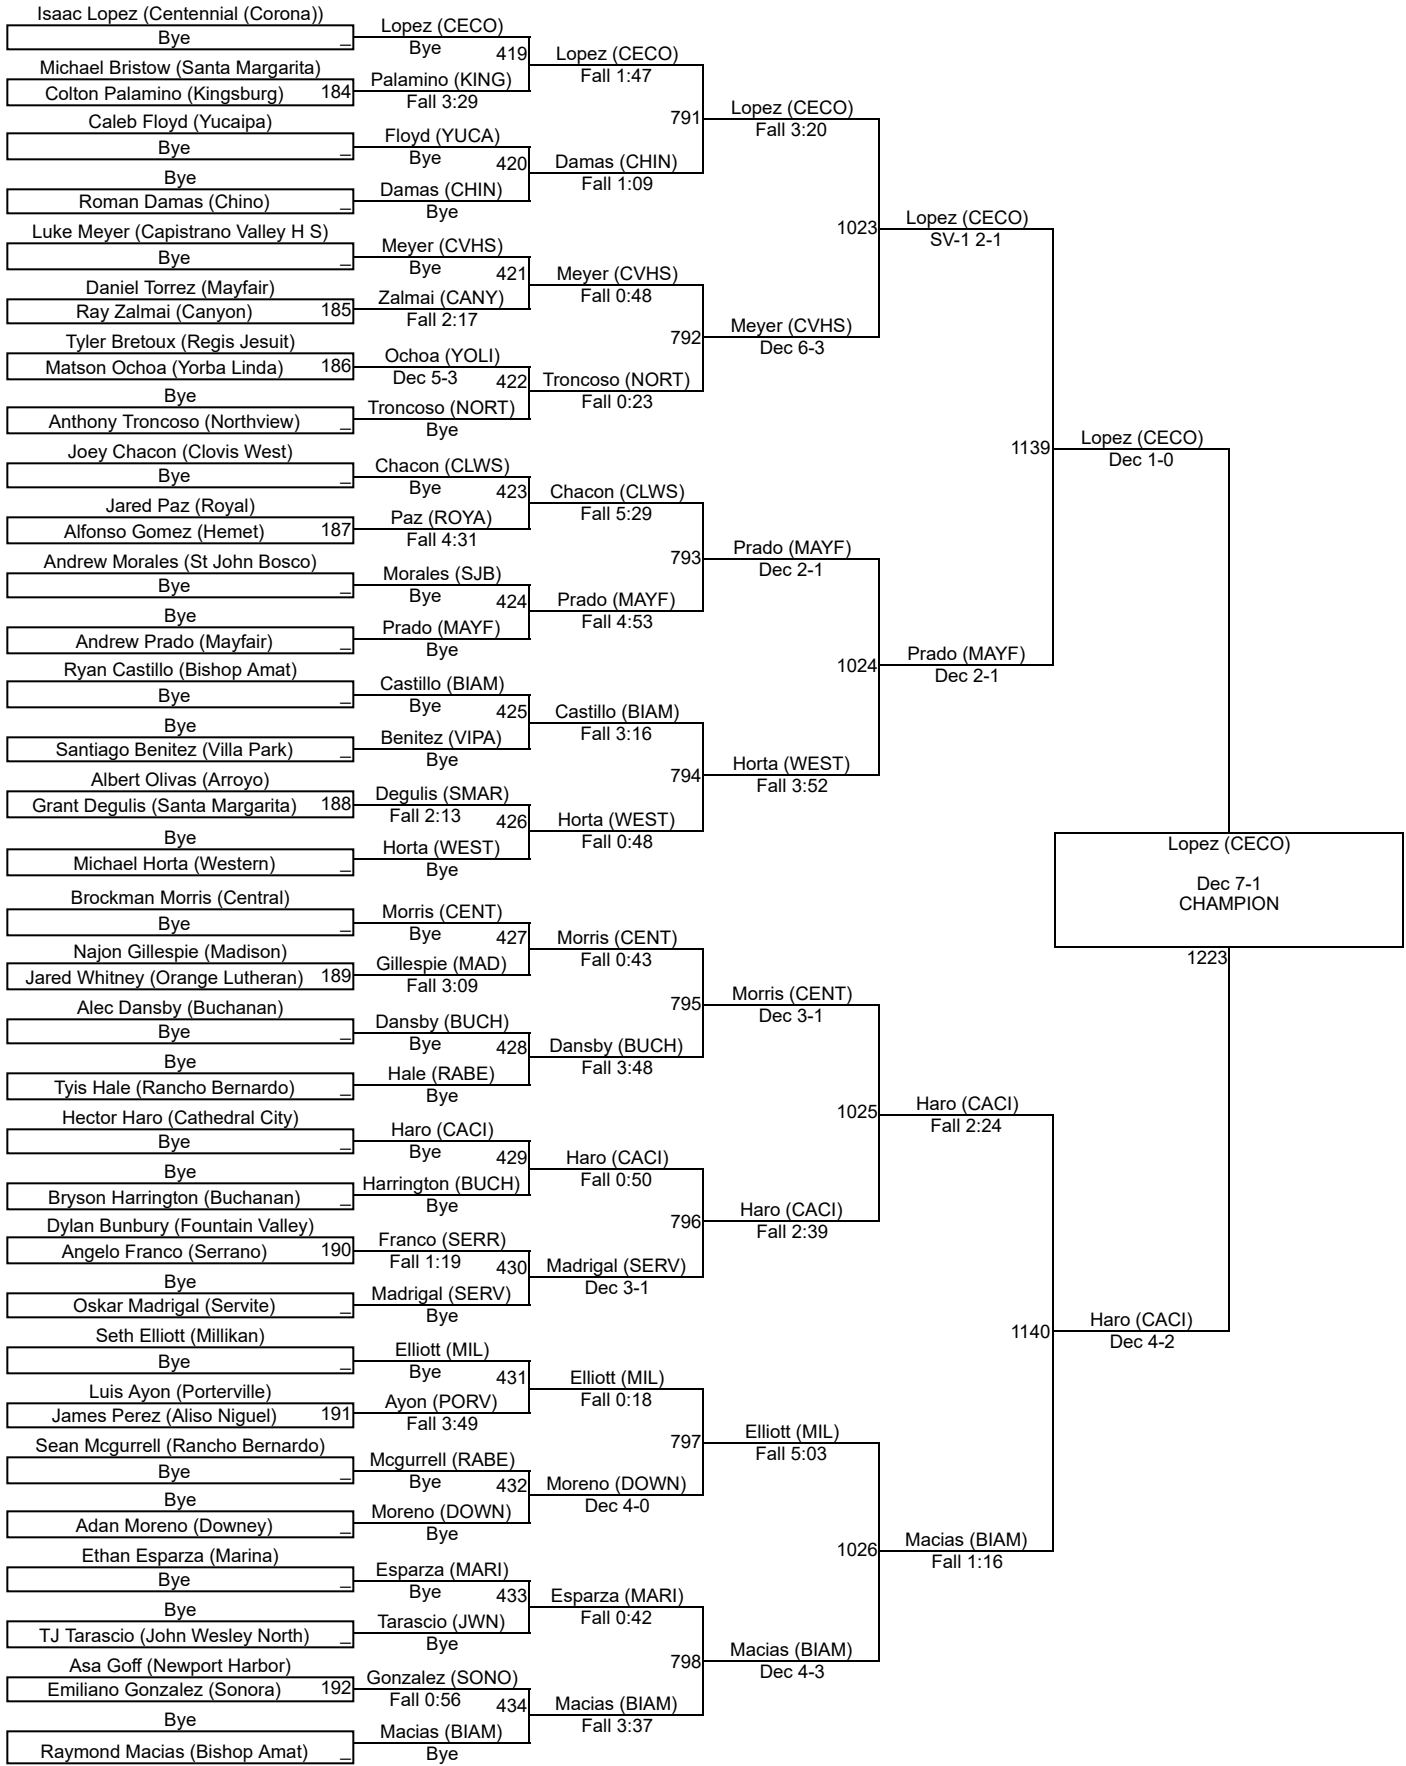 Isaac Lopez (Centennial (Corona))
Bye _
Michael Bristow (Santa Margarita)
Colton Palamino (Kingsburg) 184
Caleb Floyd (Yucaipa)
Bye _
Bye
Roman Damas (Chino) _
Luke Meyer (Capistrano Valley H S)
Bye _
Daniel Torrez (Mayfair)
Ray Zalmai (Canyon) 185
Tyler Bretoux (Regis Jesuit)
Matson Ochoa (Yorba Linda) 186
Bye
Anthony Troncoso (Northview) _
Joey Chacon (Clovis West)
Bye _
Jared Paz (Royal)
Alfonso Gomez (Hemet) 187
Andrew Morales (St John Bosco)
Bye _
Bye
Andrew Prado (Mayfair) _
Ryan Castillo (Bishop Amat)
Bye _
Bye
Santiago Benitez (Villa Park) _
Albert Olivas (Arroyo)
Grant Degulis (Santa Margarita) 188
Bye
Michael Horta (Western) _
Brockman Morris (Central)
Bye _
Najon Gillespie (Madison)
Jared Whitney (Orange Lutheran) 189
Alec Dansby (Buchanan)
Bye _
Bye
Tyis Hale (Rancho Bernardo) _
Hector Haro (Cathedral City)
Bye _
Bye
Bryson Harrington (Buchanan) _
Dylan Bunbury (Fountain Valley)
Angelo Franco (Serrano) 190
Bye
Oskar Madrigal (Servite) _
Seth Elliott (Millikan)
Bye _
Luis Ayon (Porterville)
James Perez (Aliso Niguel) 191
Sean Mcgurrell (Rancho Bernardo)
Bye _
Bye
Adan Moreno (Downey) _
Ethan Esparza (Marina)
Bye _
Bye
TJ Tarascio (John Wesley North) _
Asa Goff (Newport Harbor)
Emiliano Gonzalez (Sonora) 192
Bye
Raymond Macias (Bishop Amat) _
Lopez (CECO)
Bye
419
Palamino (KING)
Fall 3:29
Floyd (YUCA)
Bye
420
Damas (CHIN)
Bye
Meyer (CVHS)
Bye
421
Zalmai (CANY)
Fall 2:17
Ochoa (YOLI)
Dec 5-3
422
Troncoso (NORT)
Bye
Chacon (CLWS)
Bye
423
Paz (ROYA)
Fall 4:31
Morales (SJB)
Bye
424
Prado (MAYF)
Bye
Castillo (BIAM)
Bye
425
Benitez (VIPA)
Bye
Degulis (SMAR)
Fall 2:13
426
Horta (WEST)
Bye
Morris (CENT)
Bye
427
Gillespie (MAD)
Fall 3:09
Dansby (BUCH)
Bye
428
Hale (RABE)
Bye
Haro (CACI)
Bye
429
Harrington (BUCH)
Bye
Franco (SERR)
Fall 1:19
430
Madrigal (SERV)
Bye
Elliott (MIL)
Bye
431
Ayon (PORV)
Fall 3:49
Mcgurrell (RABE)
Bye
432
Moreno (DOWN)
Bye
Esparza (MARI)
Bye
433
Tarascio (JWN)
Bye
Gonzalez (SONO)
Fall 0:56
434
Macias (BIAM)
Bye
Lopez (CECO)
Fall 1:47
791
Damas (CHIN)
Fall 1:09
Meyer (CVHS)
Fall 0:48
792
Troncoso (NORT)
Fall 0:23
Chacon (CLWS)
Fall 5:29
793
Prado (MAYF)
Fall 4:53
Castillo (BIAM)
Fall 3:16
794
Horta (WEST)
Fall 0:48
Morris (CENT)
Fall 0:43
795
Dansby (BUCH)
Fall 3:48
Haro (CACI)
Fall 0:50
796
Madrigal (SERV)
Dec 3-1
Elliott (MIL)
Fall 0:18
797
Moreno (DOWN)
Dec 4-0
Esparza (MARI)
Fall 0:42
798
Macias (BIAM)
Fall 3:37
Lopez (CECO)
Fall 3:20
1023
Meyer (CVHS)
Dec 6-3
Prado (MAYF)
Dec 2-1
1024
Horta (WEST)
Fall 3:52
Morris (CENT)
Dec 3-1
1025
Haro (CACI)
Fall 2:39
Elliott (MIL)
Fall 5:03
1026
Macias (BIAM)
Dec 4-3
Lopez (CECO)
SV-1 2-1
1139
Prado (MAYF)
Dec 2-1
Haro (CACI)
Fall 2:24
1140
Macias (BIAM)
Fall 1:16
Lopez (CECO)
Dec 1-0
Lopez (CECO)
Dec 7-1
CHAMPION
1223
Haro (CACI)
Dec 4-2